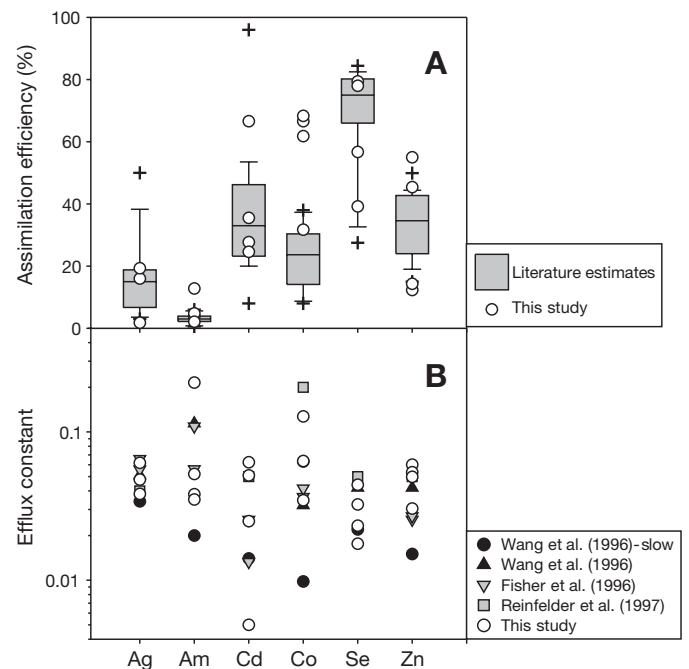 100
80
60
40
20
0
Assimilation efficiency (%)
A
Literature estimates
This study
B
0.1
0.01
Efflux constant
Wang et al. (1996)-slow
Wang et al. (1996)
Fisher et al. (1996)
Reinfelder et al. (1997)
This study
Ag Am Cd Co Se Zn